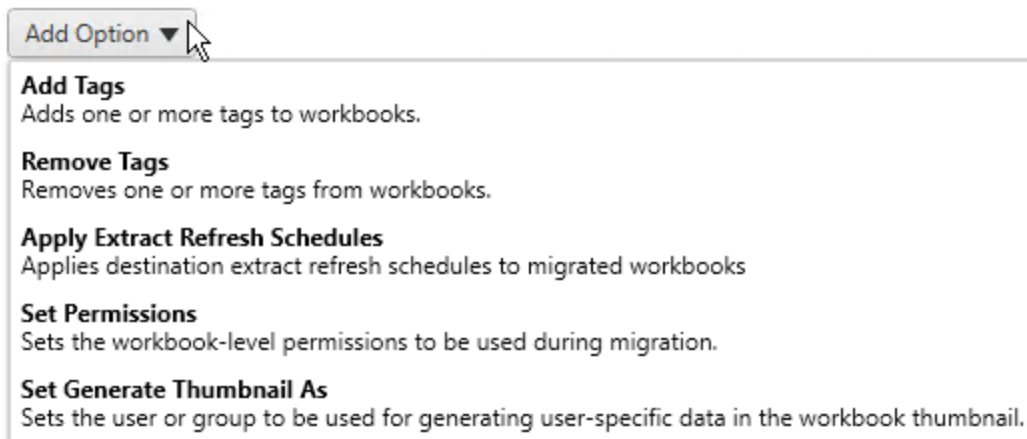 Add Option
Add Tags
Adds one or more tags to workbooks.
Remove Tags
Removes one or more tags from workbooks.
Apply Extract Refresh Schedules
Applies destination extract refresh schedules to migrated workbooks
Set Permissions
Sets the workbook-level permissions to be used during migration.
Set Generate Thumbnail As
Sets the user or group to be used for generating user-specific data in the workbook thumbnail.